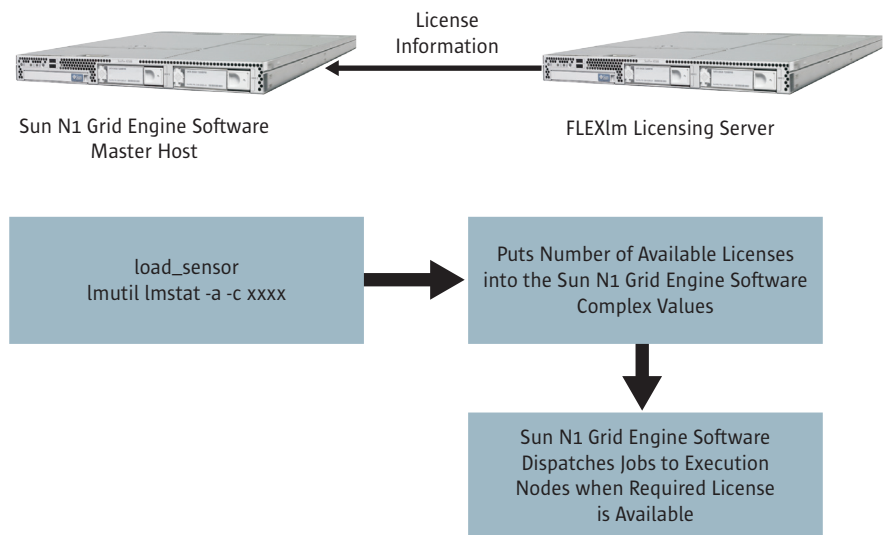 License
Information
Sun N1 Grid Engine Software
Master Host
FLEXlm Licensing Server
load_sensor
lmutil lmstat -a -c xxxx
Puts Number of Available Licenses
into the Sun N1 Grid Engine Software
Complex Values
Sun N1 Grid Engine Software
Dispatches Jobs to Execution
Nodes when Required License
is Available